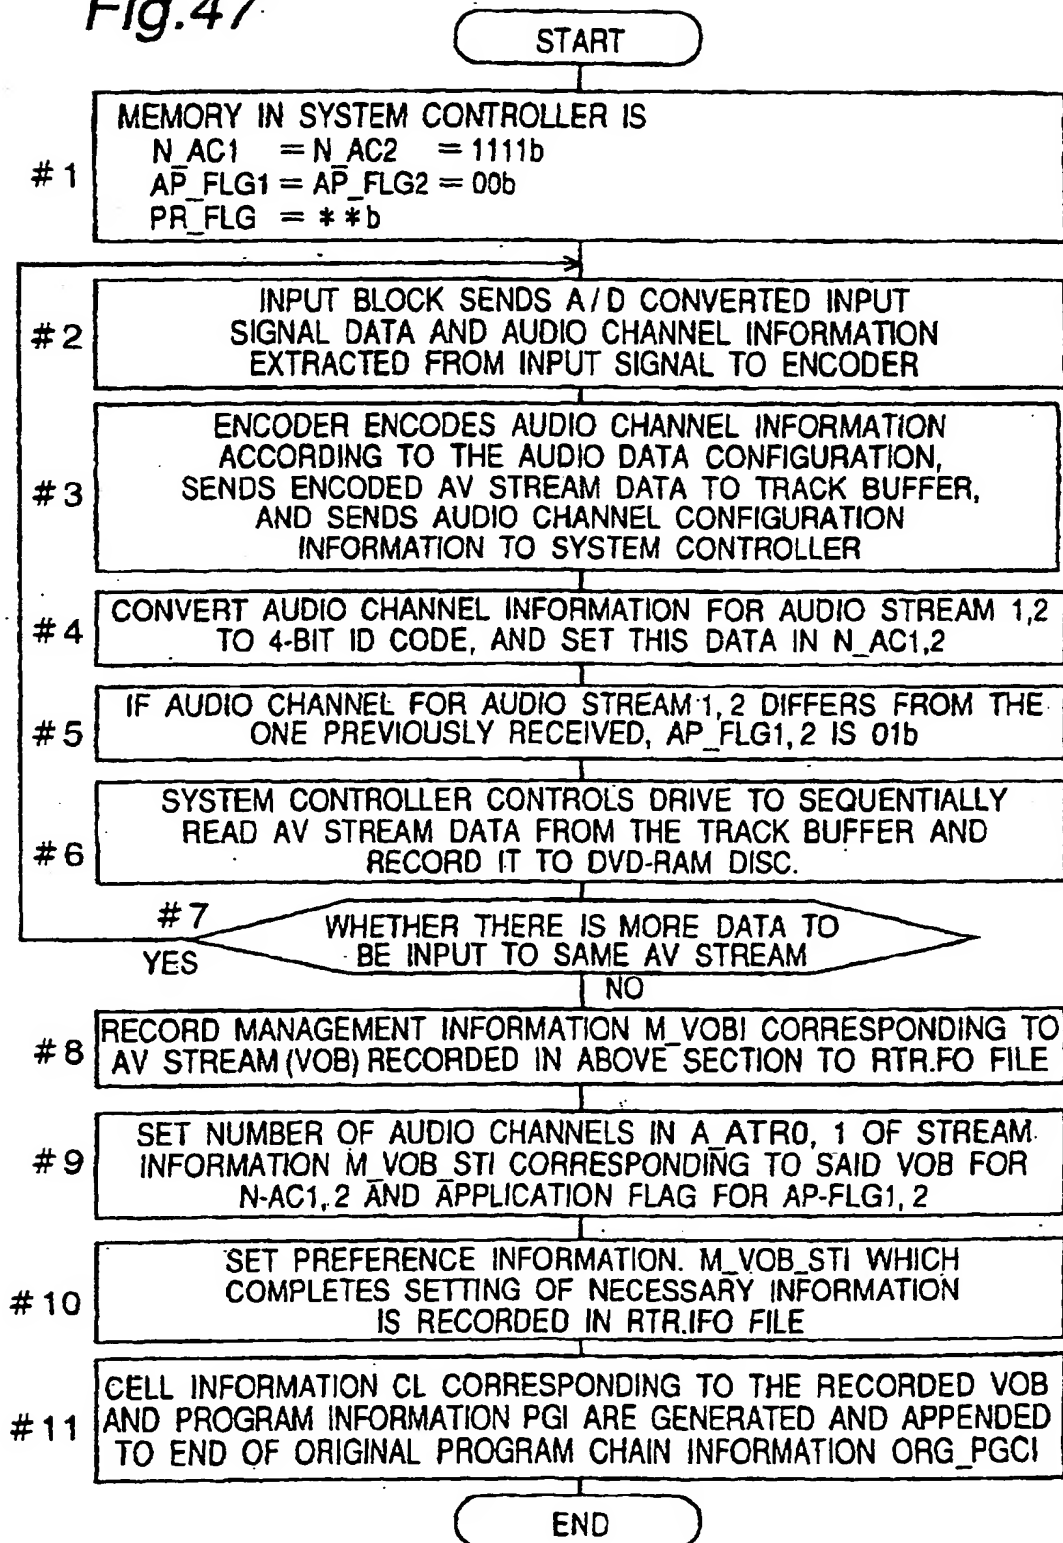 Fig.47
START
#1
MEMORY IN SYSTEM CONTROLLER IS
N_AC1 = N_AC2 = 1111b
AP_FLG1 = AP_FLG2 = 00b
PR_FLG = **b
#2
INPUT BLOCK SENDS A/D CONVERTED INPUT
SIGNAL DATA AND AUDIO CHANNEL INFORMATION
EXTRACTED FROM INPUT SIGNAL TO ENCODER
#3
ENCODER ENCODES AUDIO CHANNEL INFORMATION
ACCORDING TO THE AUDIO DATA CONFIGURATION,
SENDS ENCODED AV STREAM DATA TO TRACK BUFFER,
AND SENDS AUDIO CHANNEL CONFIGURATION
INFORMATION TO SYSTEM CONTROLLER
#4
CONVERT AUDIO CHANNEL INFORMATION FOR AUDIO STREAM 1,2
TO 4-BIT ID CODE, AND SET THIS DATA IN N_AC1,2
#5
IF AUDIO CHANNEL FOR AUDIO STREAM 1, 2 DIFFERS FROM THE
ONE PREVIOUSLY RECEIVED, AP_FLG1, 2 IS 01b
#6
SYSTEM CONTROLLER CONTROLS DRIVE TO SEQUENTIALLY
READ AV STREAM DATA FROM THE TRACK BUFFER AND
RECORD IT TO DVD-RAM DISC.
#7
WHETHER THERE IS MORE DATA TO
BE INPUT TO SAME AV STREAM
YES
NO
#8
RECORD MANAGEMENT INFORMATION M_VOBI CORRESPONDING TO
AV STREAM (VOB) RECORDED IN ABOVE SECTION TO RTR.FO FILE
#9
SET NUMBER OF AUDIO CHANNELS IN A_ATR0, 1 OF STREAM
INFORMATION M_VOB_STI CORRESPONDING TO SAID VOB FOR
N-AC1, 2 AND APPLICATION FLAG FOR AP-FLG1, 2
#10
SET PREFERENCE INFORMATION. M_VOB_STI WHICH
COMPLETES SETTING OF NECESSARY INFORMATION
IS RECORDED IN RTR.IFO FILE
#11
CELL INFORMATION CL CORRESPONDING TO THE RECORDED VOB
AND PROGRAM INFORMATION PGI ARE GENERATED AND APPENDED
TO END OF ORIGINAL PROGRAM CHAIN INFORMATION ORG_PGCI
END